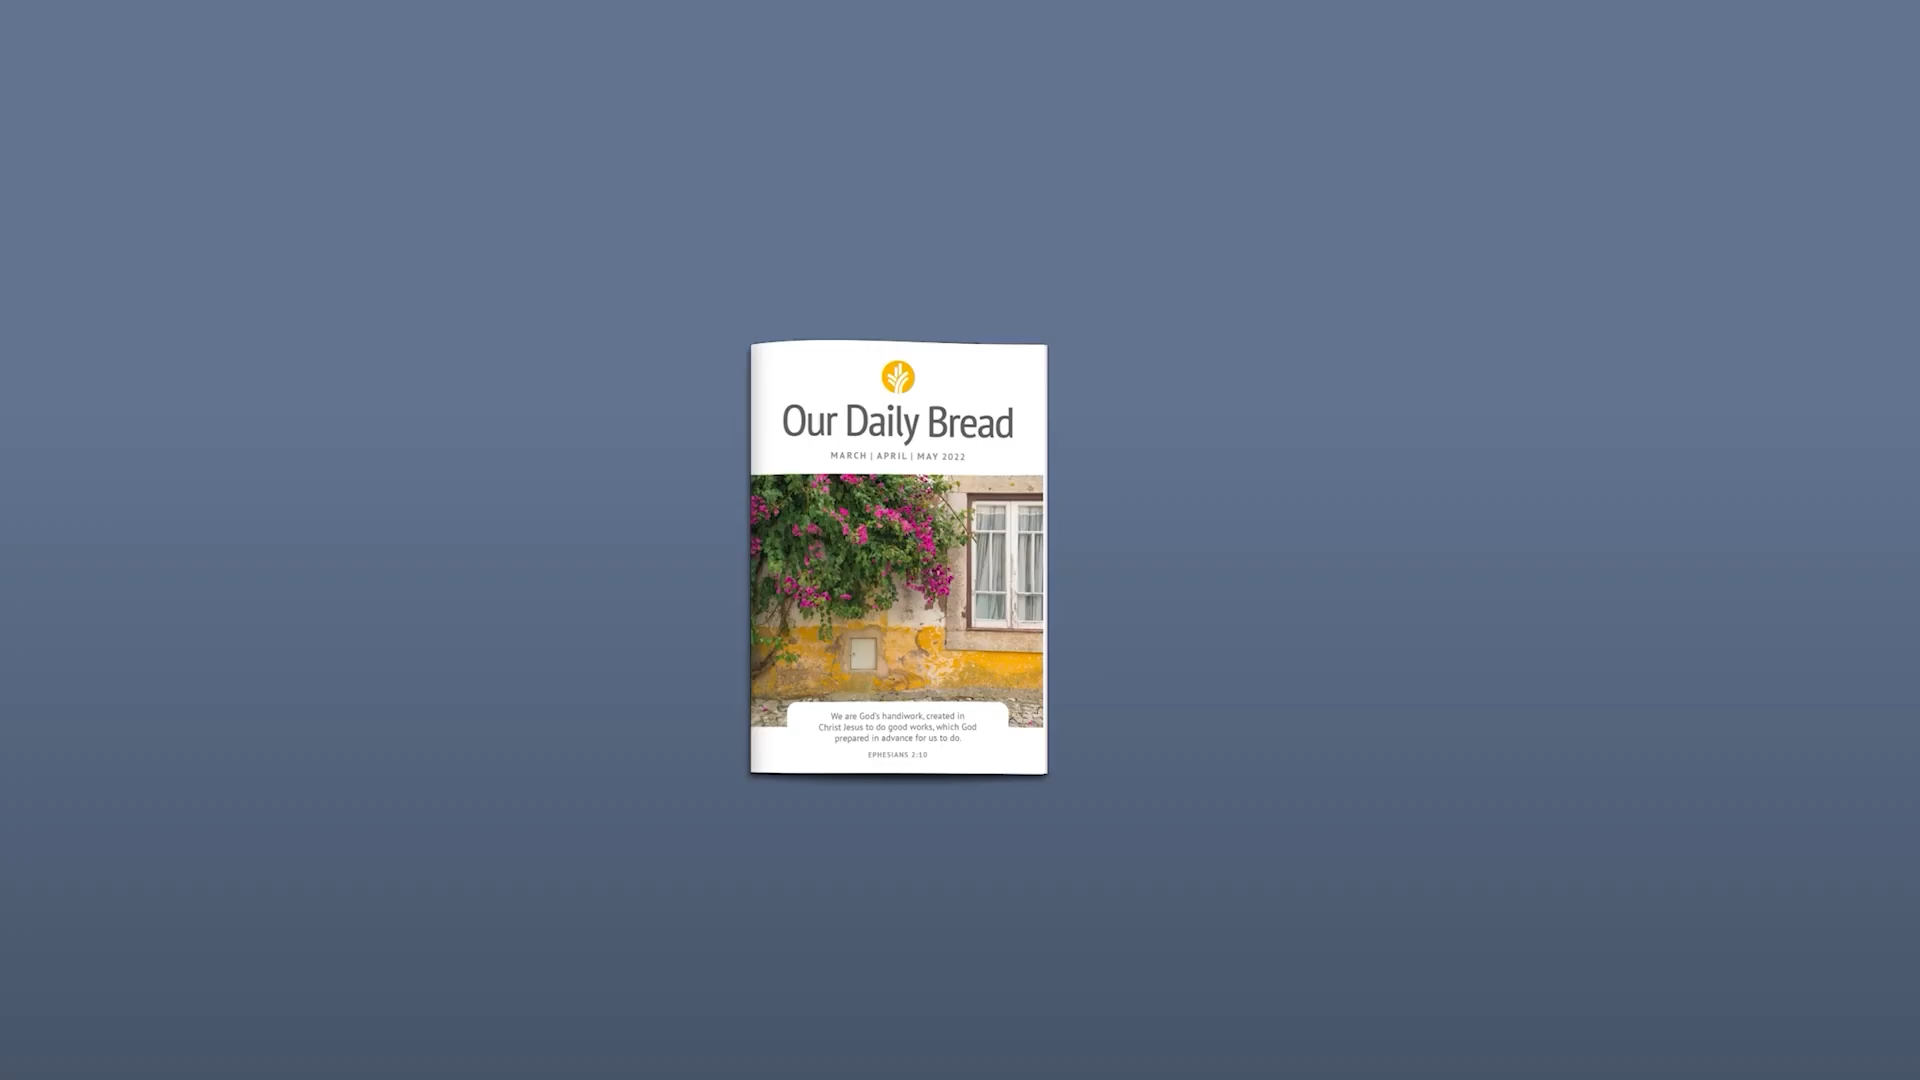 Our Daily Bread
MARCH | APRIL | MAY 2022
We are God's handiwork, created in
Christ Jesus to do good works, which God
prepared in advance for us to do.
EPHESIANS 2:10